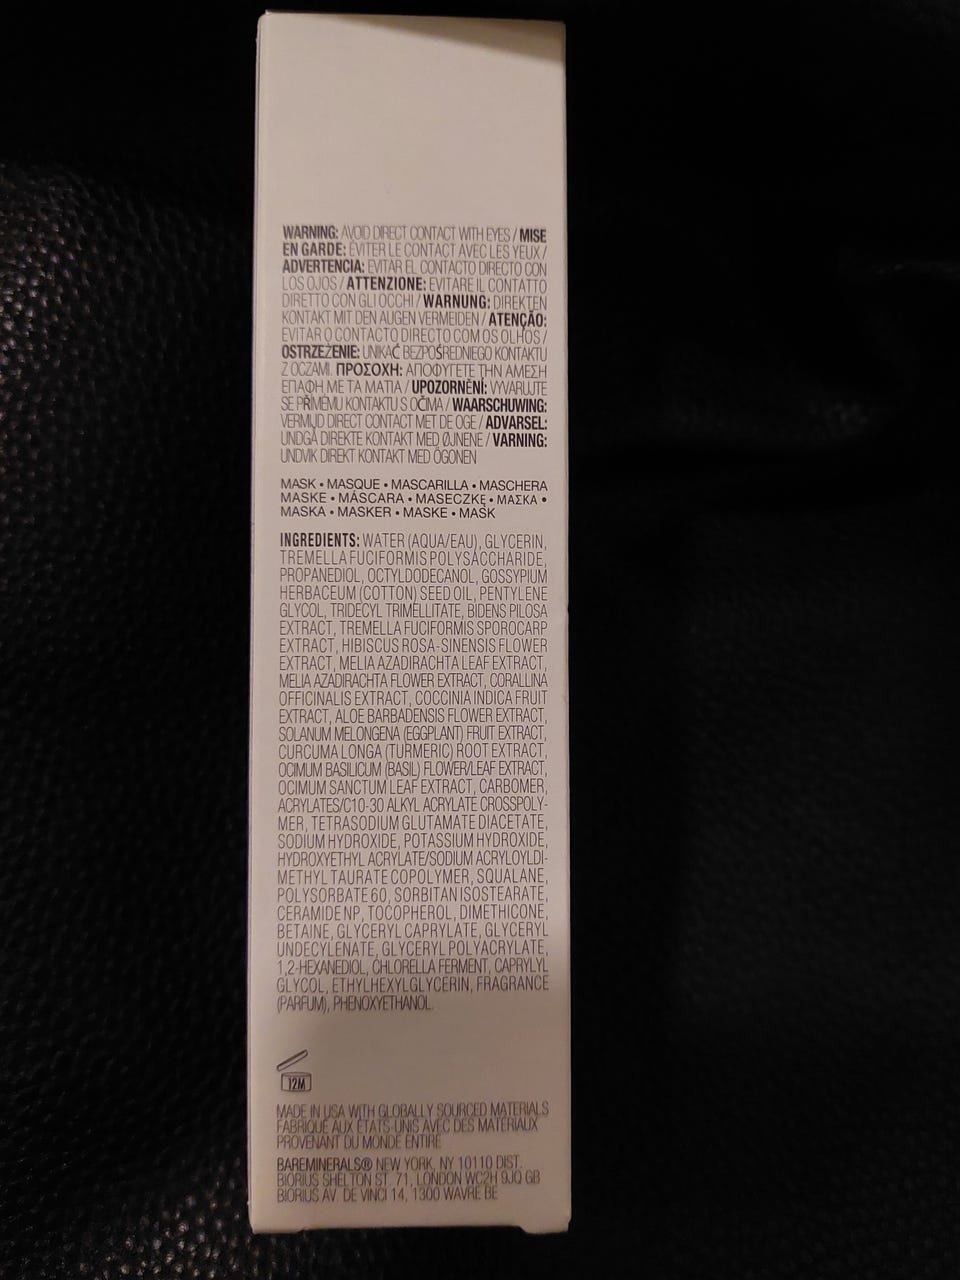 WARNING: AVOID DIRECT CONTACT WITH EYES / MISE
EN GARDE: ÉVITER LE CONTACT AVEC LES YEUX /
ADVERTENCIA: EVITAR EL CONTACTO DIRECTO CON
LOS OJOS / ATTENZIONE: EVITARE IL CONTATTO
DIRETTO CON GLI OCCHI / WARNUNG: DIREKTEN
KONTAKT MIT DEN AUGEN VERMEIDEN / ATENÇÃO:
EVITAR O CONTACTO DIRECTO COM OS OLHOS /
OSTRZEŻENIE: UNIKAĆ BEZPOŚREDNIEGO KONTAKTU
Z OCZAMI. ΠΡΟΣΟΧΗ: ΑΠΟΦΥΓΕΤΕ ΤΗΝ ΑΜΕΣΗ
ΕΠΑΦΗ ΜΕ ΤΑ ΜΑΤΙΑ / UPOZORNĚNÍ: VYVARUJTE
SE PŘÍMÉMU KONTAKTU S OČIMA / WAARSCHUWING:
VERMIJD DIRECT CONTACT MET DE OGE / ADVARSEL:
UNDGÅ DIREKTE KONTAKT MED ØJNENE / VARNING:
UNDVIK DIREKT KONTAKT MED ÖGONEN
MASK • MASQUE • MASCARILLA • MASCHERA
MASKE • MÁSCARA • MASECZKĘ • ΜΑΣΚΑ •
MASKA • MASKER • MASKE • MASK
INGREDIENTS: WATER (AQUA/EAU), GLYCERIN,
TREMELLA FUCIFORMIS POLYSACCHARIDE,
PROPANEDIOL, OCTYLDODECANOL, GOSSYPIUM
HERBACEUM (COTTON) SEED OIL, PENTYLENE
GLYCOL, TRIDECYL TRIMELLITATE, BIDENS PILOSA
EXTRACT, TREMELLA FUCIFORMIS SPOROCARP
EXTRACT, HIBISCUS ROSA-SINENSIS FLOWER
EXTRACT, MELIA AZADIRACHTA LEAF EXTRACT,
MELIA AZADIRACHTA FLOWER EXTRACT, CORALLINA
OFFICINALIS EXTRACT, COCCINIA INDICA FRUIT
EXTRACT, ALOE BARBADENSIS FLOWER EXTRACT,
SOLANUM MELONGENA (EGGPLANT) FRUIT EXTRACT,
CURCUMA LONGA (TURMERIC) ROOT EXTRACT,
OCIMUM BASILICUM (BASIL) FLOWER/LEAF EXTRACT,
OCIMUM SANCTUM LEAF EXTRACT, CARBOMER,
ACRYLATES/C10-30 ALKYL ACRYLATE CROSSPOLY-
MER, TETRASODIUM GLUTAMATE DIACETATE,
SODIUM HYDROXIDE, POTASSIUM HYDROXIDE,
HYDROXYETHYL ACRYLATE/SODIUM ACRYLOYLDI-
METHYL TAURATE COPOLYMER, SQUALANE,
POLYSORBATE 60, SORBITAN ISOSTEARATE,
CERAMIDE NP, TOCOPHEROL, DIMETHICONE,
BETAINE, GLYCERYL CAPRYLATE, GLYCERYL
UNDECYLENATE, GLYCERYL POLYACRYLATE,
1,2-HEXANEDIOL, CHLORELLA FERMENT, CAPRYLYL
GLYCOL, ETHYLHEXYLGLYCERIN, FRAGRANCE
(PARFUM), PHENOXYETHANOL.
12M
MADE IN USA WITH GLOBALLY SOURCED MATERIALS
FABRIQUÉ AUX ÉTATS-UNIS AVEC DES MATÉRIAUX
PROVENANT DU MONDE ENTIRE
BAREMINERALS® NEW YORK, NY 10110 DIST.
BIORIUS SHELTON ST. 71, LONDON WC2H 9JQ GB
BIORIUS AV. DE VINCI 14, 1300 WAVRE BE